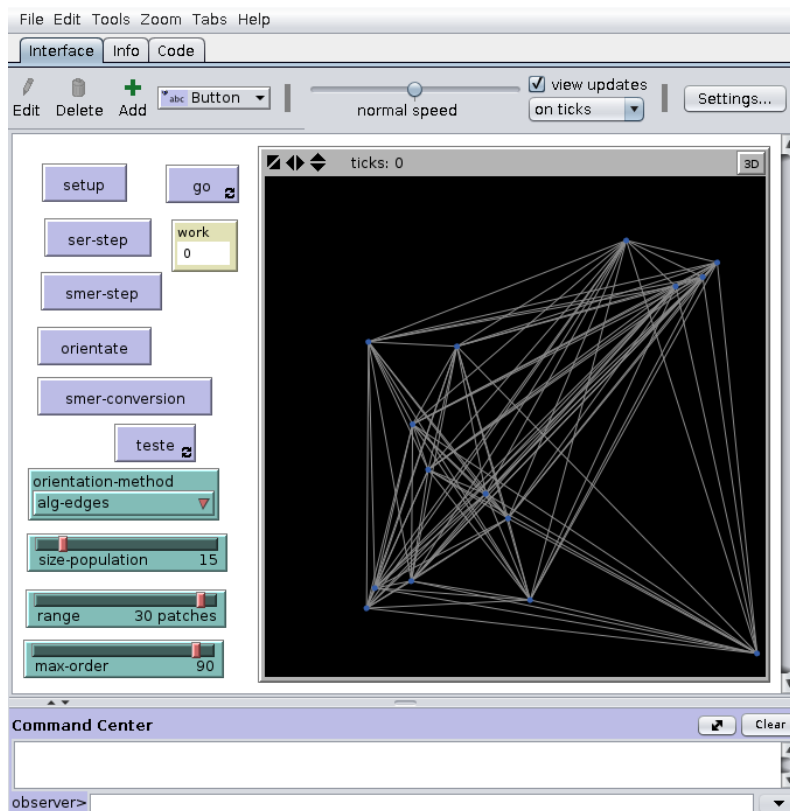 File Edit Tools Zoom Tabs Help
Interface Info Code
Edit Delete Add abc Button normal speed view updates on ticks Settings...
ticks: 0 3D
setup go
ser-step work 0
smer-step
orientate
smer-conversion
teste
orientation-method
alg-edges
size-population 15
range 30 patches
max-order 90
Command Center Clear
observer>